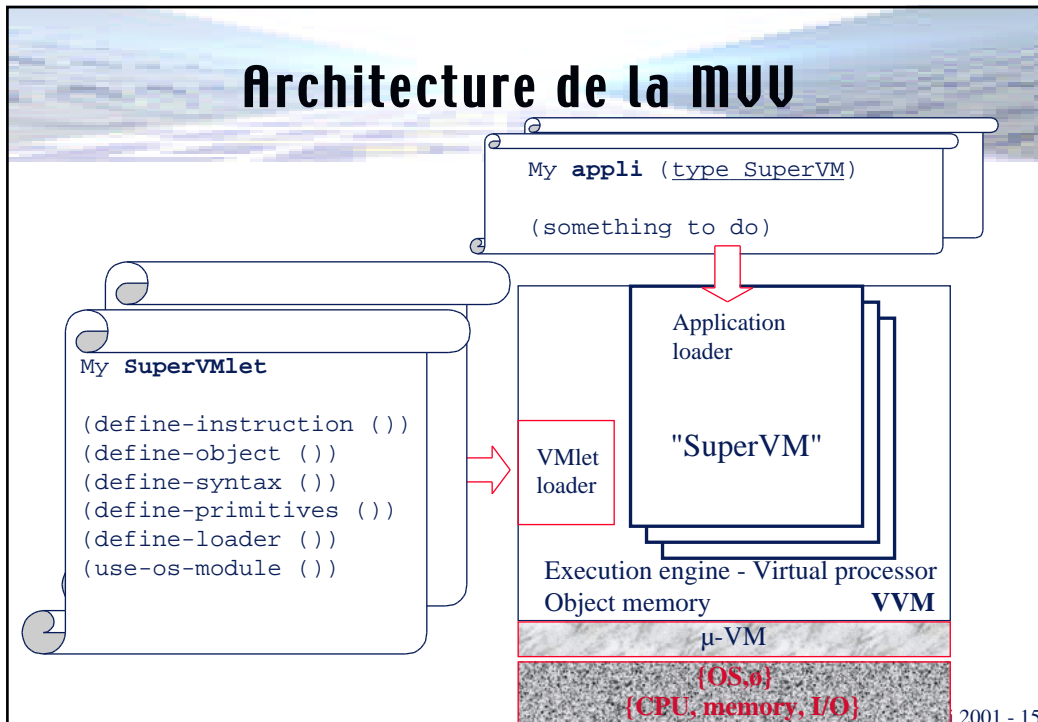 Architecture de la MVV
My appli (type SuperVM)
(something to do)
My SuperVMlet
(define-instruction ())
(define-object ())
(define-syntax ())
(define-primitives ())
(define-loader ())
(use-os-module ())
VMlet
loader
Application
loader
"SuperVM"
Execution engine - Virtual processor
Object memory VVM
µ-VM
{OS,ø}
{CPU, memory, I/O}
2001 - 15